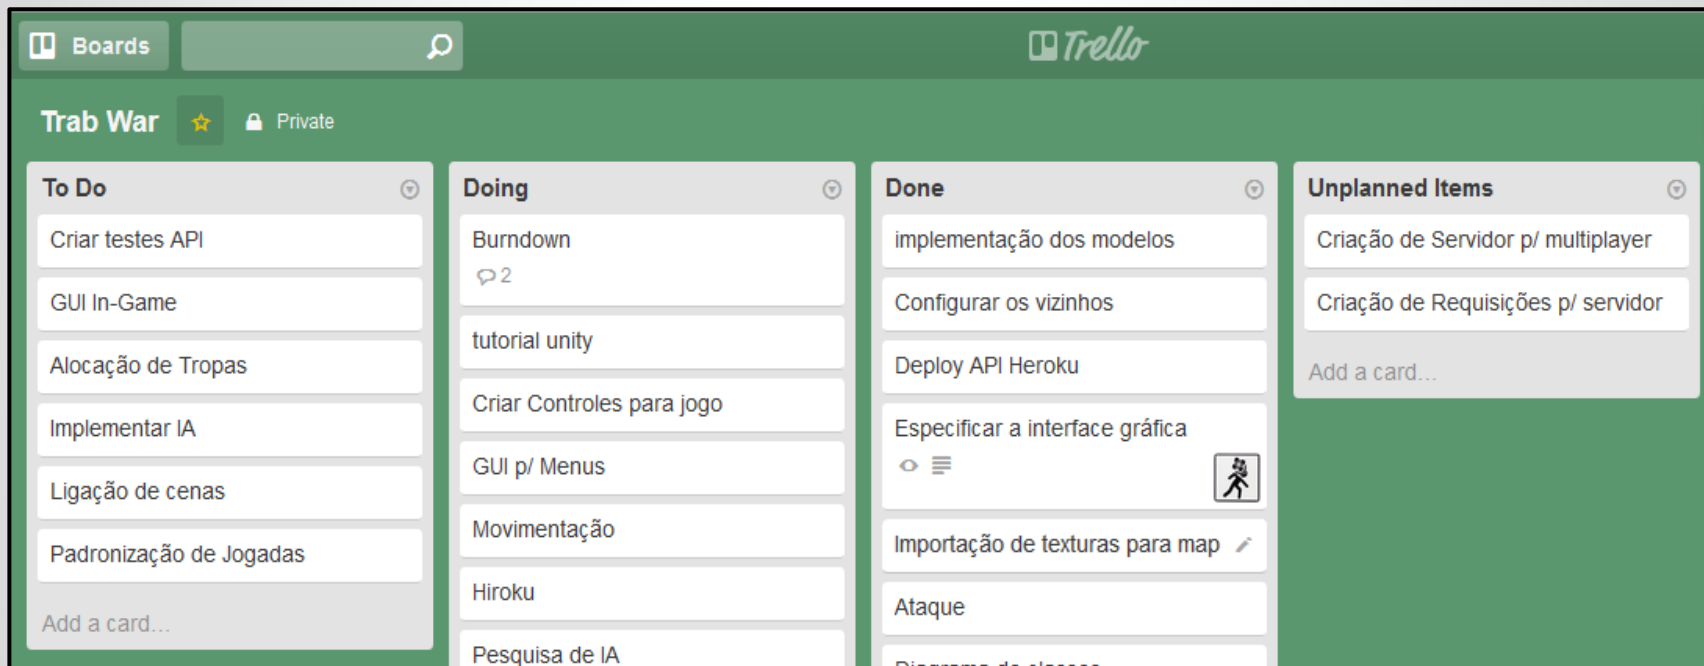 Boards
Trello
Trab War
Private
To Do
Criar testes API
GUI In-Game
Alocação de Tropas
Implementar IA
Ligação de cenas
Padronização de Jogadas
Add a card...
Doing
Burndown
2
tutorial unity
Criar Controles para jogo
GUI p/ Menus
Movimentação
Hiroku
Pesquisa de IA
Done
implementação dos modelos
Configurar os vizinhos
Deploy API Heroku
Especificar a interface gráfica
Importação de texturas para map
Ataque
Diagrama de classes
Unplanned Items
Criação de Servidor p/ multiplayer
Criação de Requisições p/ servidor
Add a card...